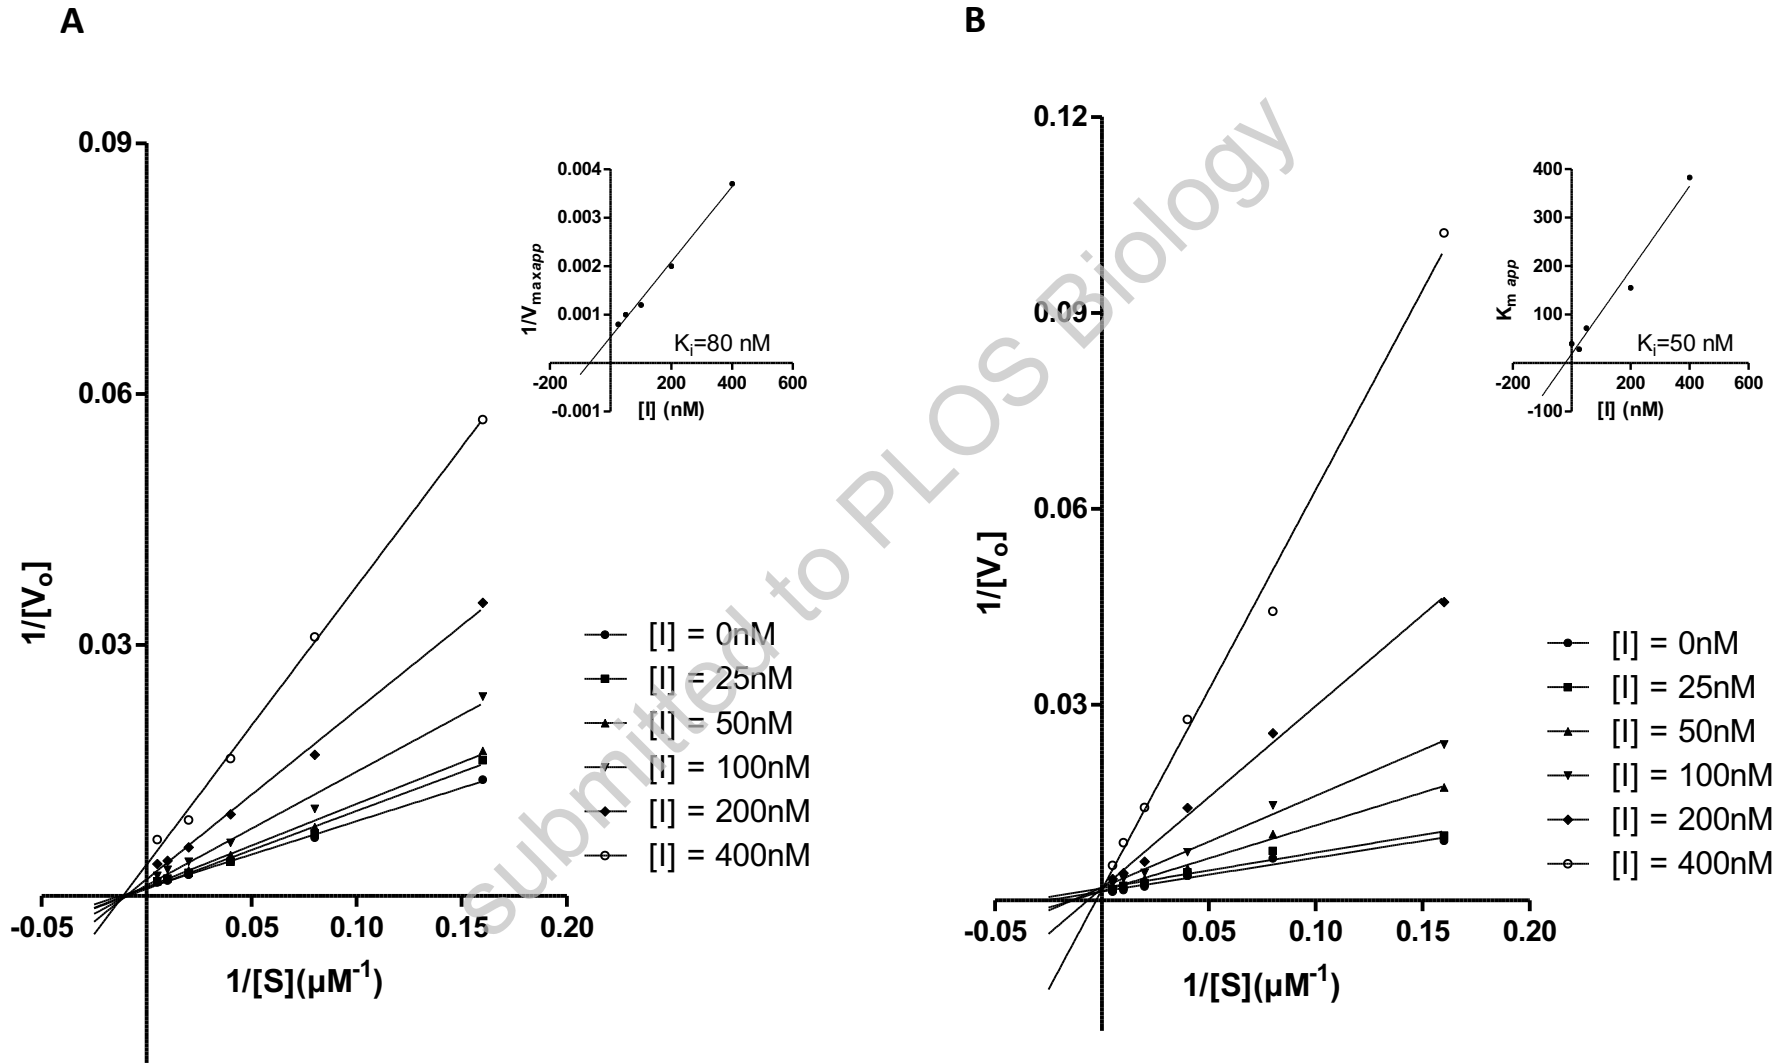 A
0.09
0.06
0.03
-0.05
0.05
0.10
0.15
0.20
1/[Vo]
1/[S](µM-1)
0.004
0.003
0.002
0.001
-0.001
-200
200
400
600
1/Vmaxapp
[I] (nM)
Ki=80 nM
[I] = 0nM
[I] = 25nM
[I] = 50nM
[I] = 100nM
[I] = 200nM
[I] = 400nM
B
0.12
0.09
0.06
0.03
-0.05
0.05
0.10
0.15
0.20
1/[Vo]
1/[S](µM-1)
400
300
200
100
-100
-200
200
400
600
Km app
[I] (nM)
Ki=50 nM
[I] = 0nM
[I] = 25nM
[I] = 50nM
[I] = 100nM
[I] = 200nM
[I] = 400nM
submitted to PLOS Biology